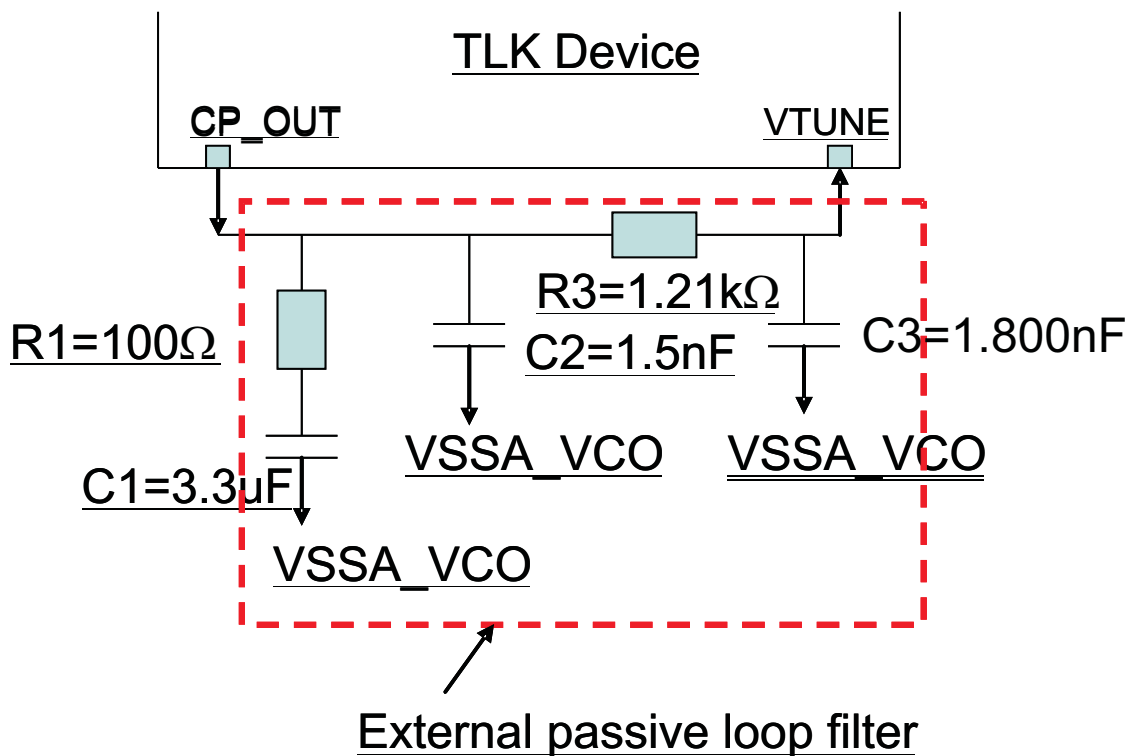 TLK Device
CP_OUT
VTUNE
R3=1.21kΩ
R1=100Ω
C2=1.5nF
C3=1.800nF
VSSA_VCO
VSSA_VCO
C1=3.3µF
VSSA_VCO
External passive loop filter